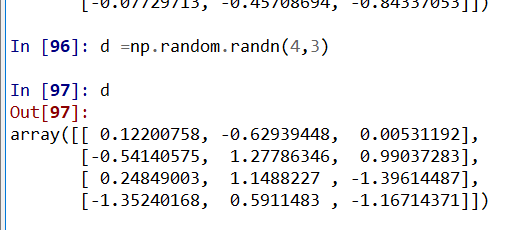 [-0.07729713, -0.45708694, -0.84337053]])
In [96]: d =np.random.randn(4,3)
In [97]: d
Out[97]:
array([[ 0.12200758, -0.62939448,  0.00531192],
       [-0.54140575,  1.27786346,  0.99037283],
       [ 0.24849003,  1.1488227 , -1.39614487],
       [-1.35240168,  0.5911483 , -1.16714371]])